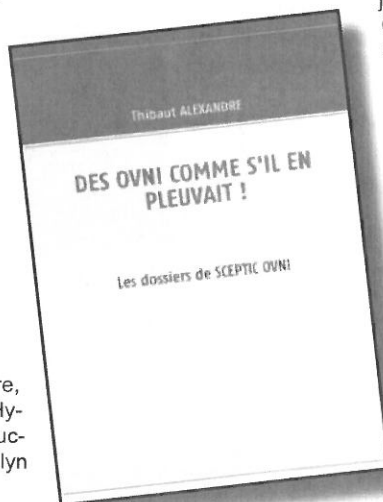 Thibaut ALEXANDRE
DES OVNI COMME S'IL EN
PLEUVAIT !
Les dossiers de SCEPTIC OVNI
re,
dy-
uc-
lyn